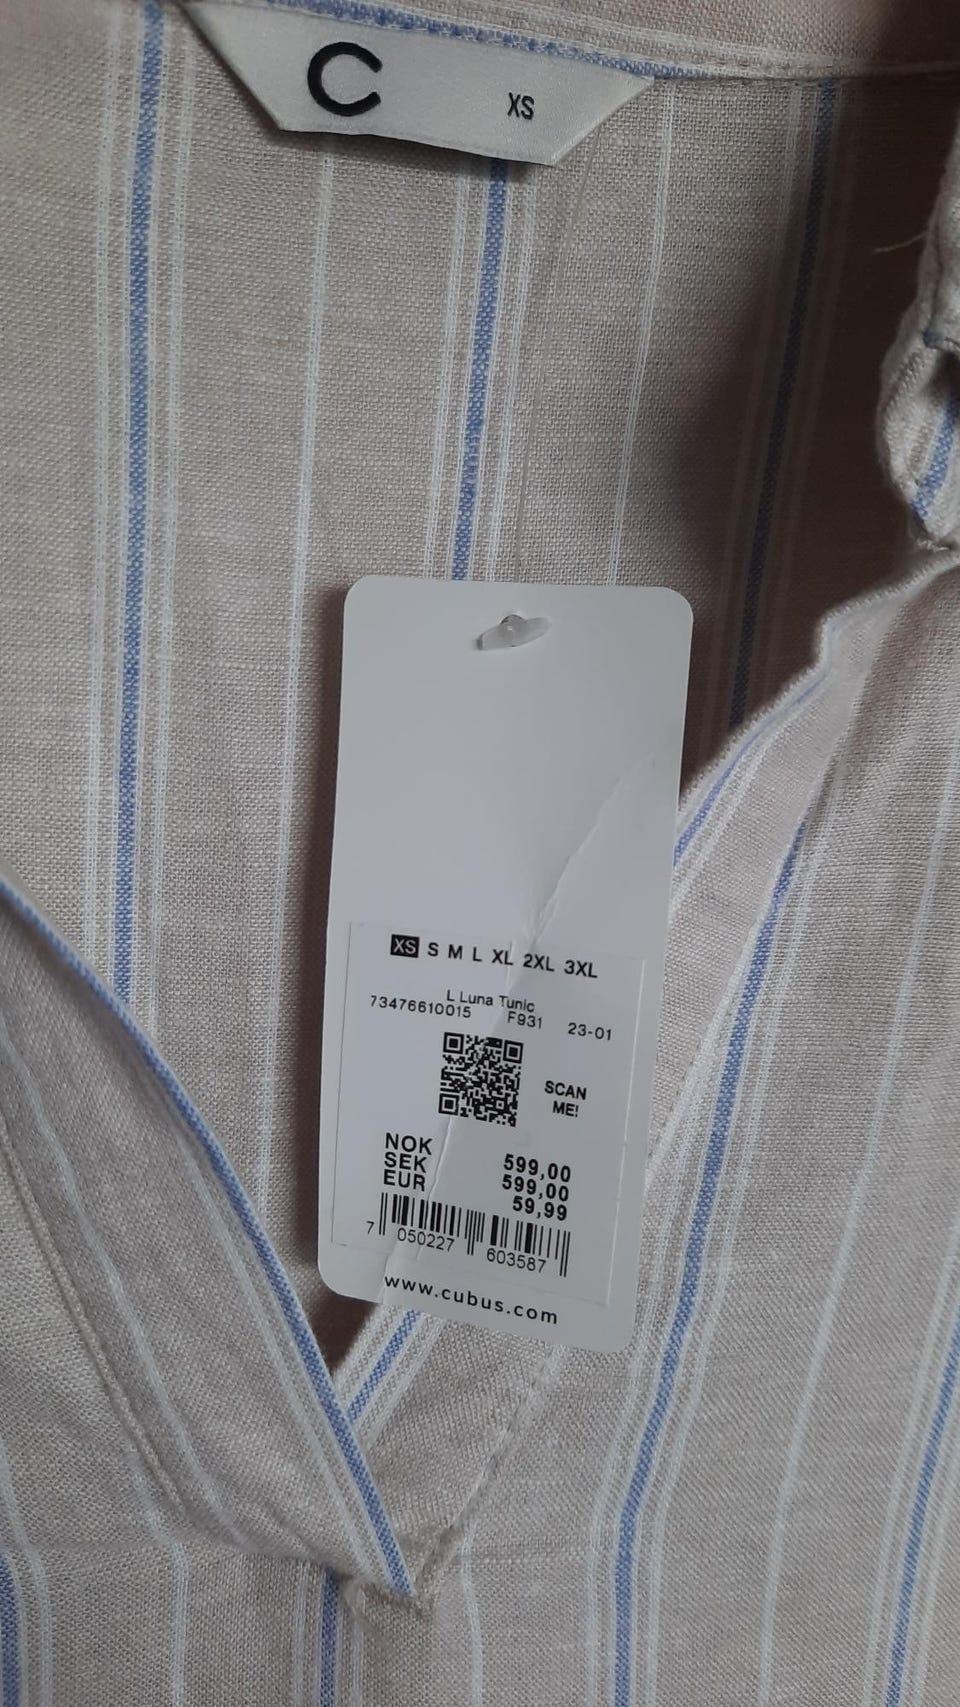 C XS
XS S M L XL 2XL 3XL
L Luna Tunic
73476610015 F931 23-01
SCAN
ME!
NOK 599,00
SEK 599,00
EUR 59,99
7 050227 603587
www.cubus.com